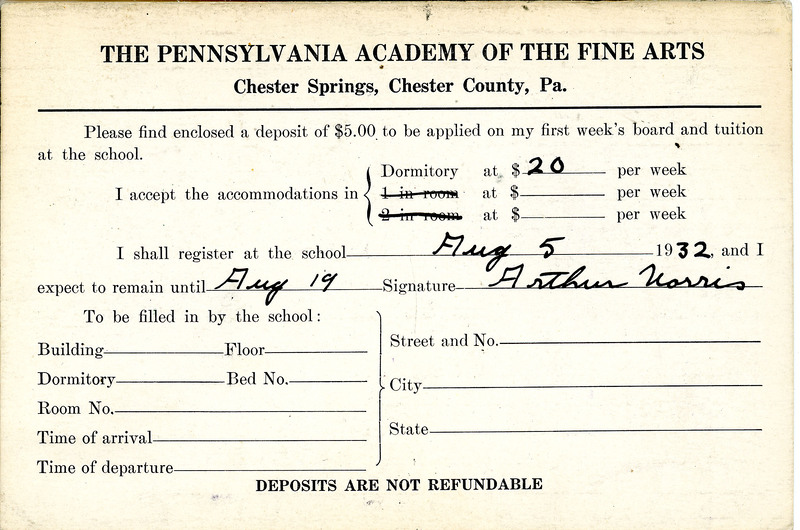 THE PENNSYLVANIA ACADEMY OF THE FINE ARTS
Chester Springs, Chester County, Pa.
Please find enclosed a deposit of $5.00 to be applied on my first week's board and tuition
at the school.
I accept the accommodations in { Dormitory at $ 20 per week
1 in room at $ per week
2 in room at $ per week
I shall register at the school Aug 5 1932, and I
expect to remain until Aug 19 Signature Arthur Norris
To be filled in by the school:
Building Floor
Dormitory Bed No.
Room No.
Time of arrival
Time of departure
Street and No.
City
State
DEPOSITS ARE NOT REFUNDABLE